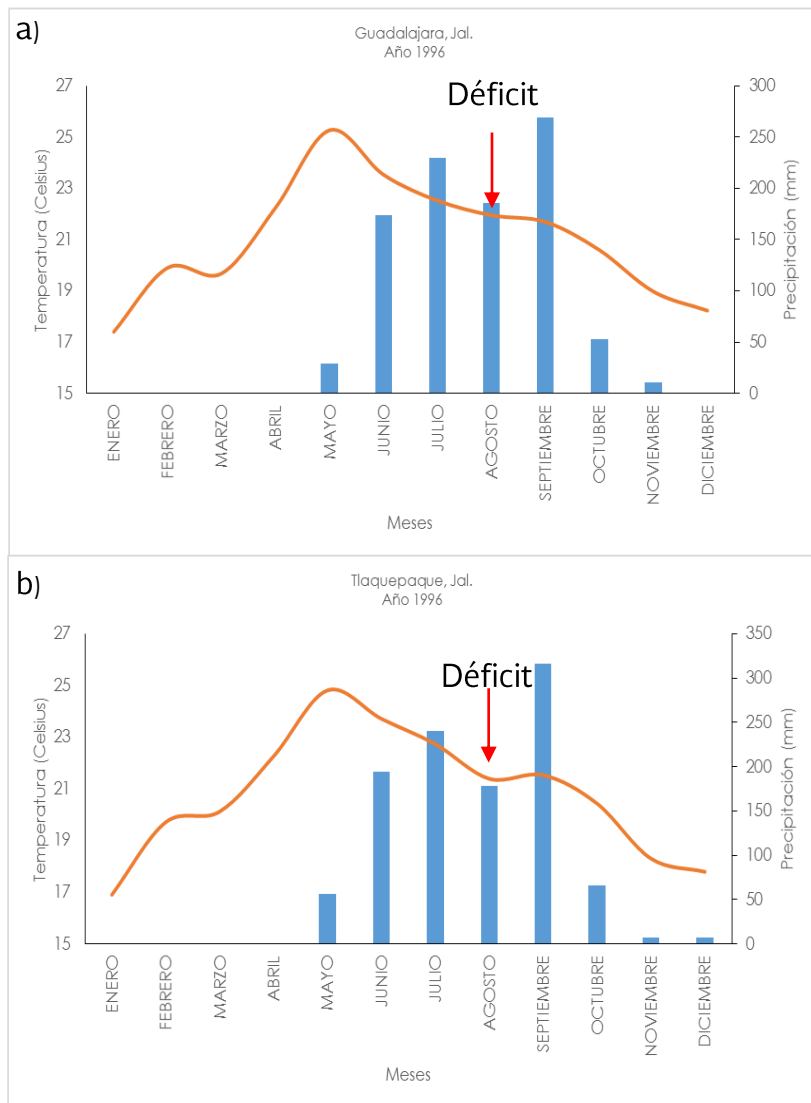 a)
Guadalajara, Jal.
Año 1996
Déficit
27
25
23
21
19
17
15
Temperatura (Celsius)
300
250
200
150
100
50
0
Precipitación (mm)
ENERO
FEBRERO
MARZO
ABRIL
MAYO
JUNIO
JULIO
AGOSTO
SEPTIEMBRE
OCTUBRE
NOVIEMBRE
DICIEMBRE
Meses
b)
Tlaquepaque, Jal.
Año 1996
Déficit
27
25
23
21
19
17
15
Temperatura (Celsius)
350
300
250
200
150
100
50
0
Precipitación (mm)
ENERO
FEBRERO
MARZO
ABRIL
MAYO
JUNIO
JULIO
AGOSTO
SEPTIEMBRE
OCTUBRE
NOVIEMBRE
DICIEMBRE
Meses